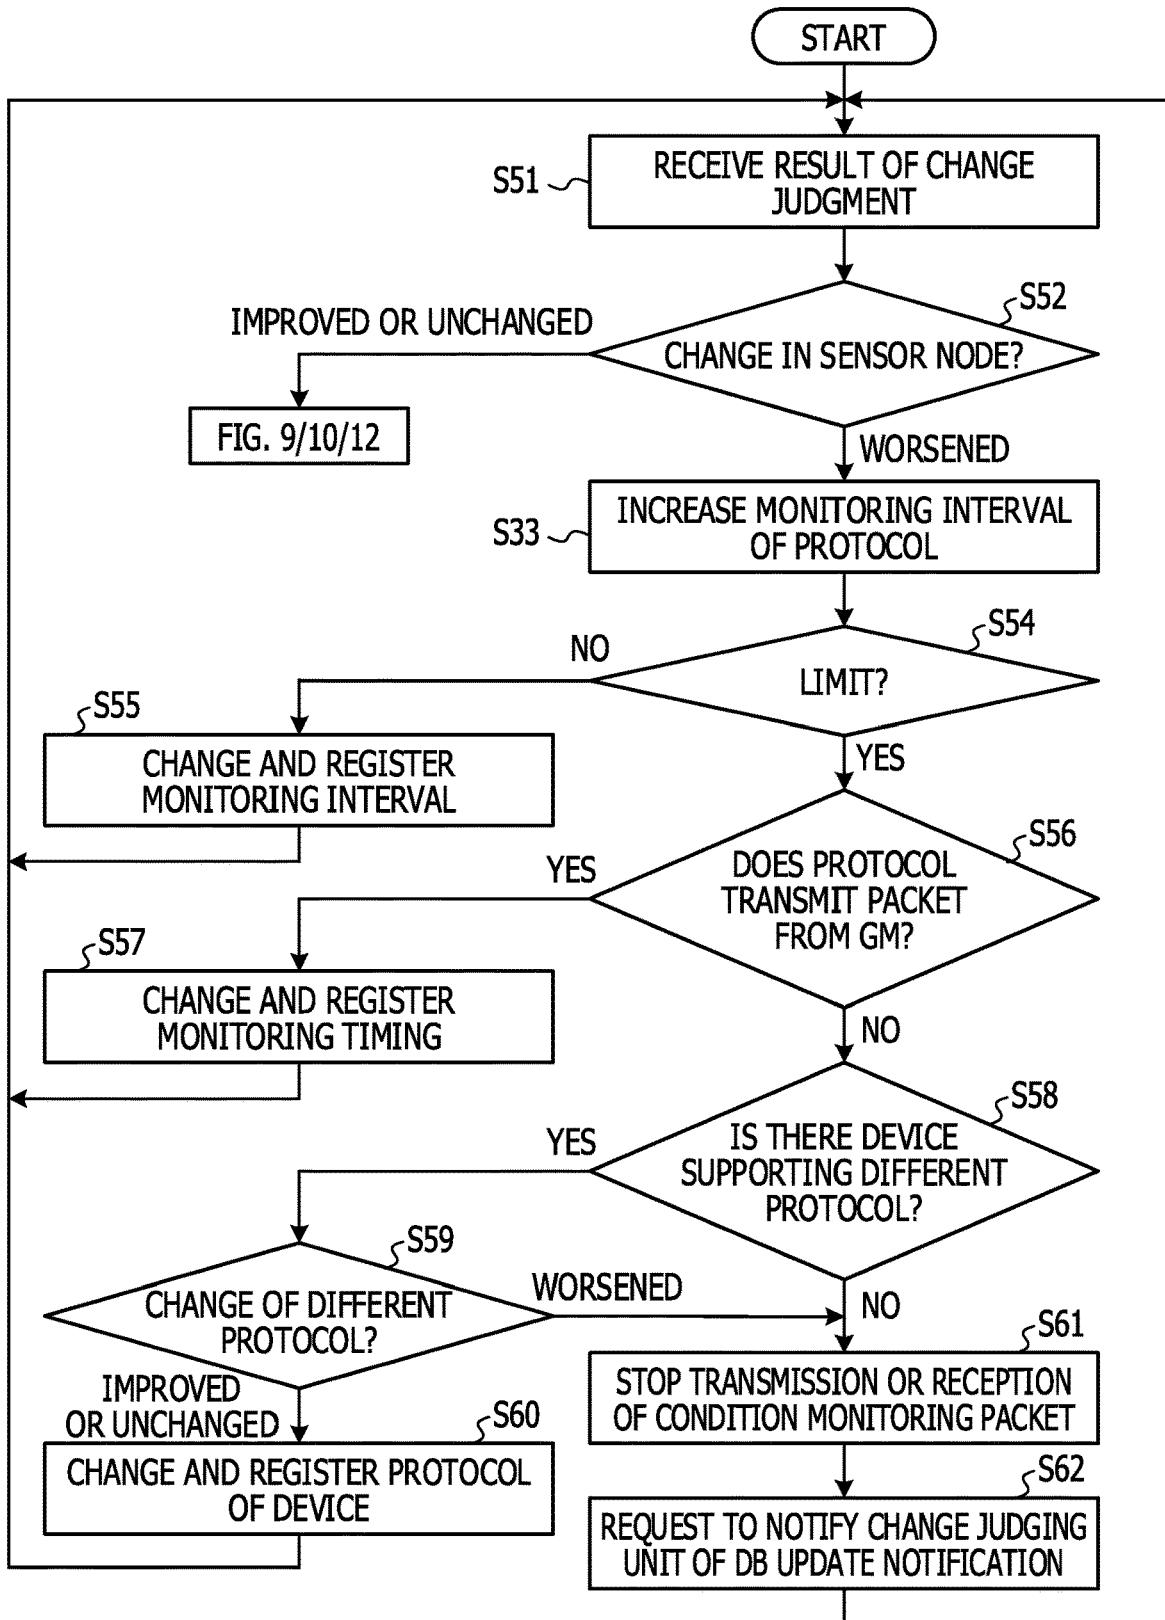 START
S51
RECEIVE RESULT OF CHANGE
JUDGMENT
S52
IMPROVED OR UNCHANGED
CHANGE IN SENSOR NODE?
FIG. 9/10/12
WORSENED
S33
INCREASE MONITORING INTERVAL
OF PROTOCOL
S54
NO
LIMIT?
S55
YES
CHANGE AND REGISTER
MONITORING INTERVAL
S56
YES
DOES PROTOCOL
TRANSMIT PACKET
FROM GM?
S57
CHANGE AND REGISTER
MONITORING TIMING
NO
S58
YES
IS THERE DEVICE
SUPPORTING DIFFERENT
PROTOCOL?
S59
WORSENED
CHANGE OF DIFFERENT
PROTOCOL?
NO
S61
IMPROVED
OR UNCHANGED
STOP TRANSMISSION OR RECEPTION
OF CONDITION MONITORING PACKET
S60
CHANGE AND REGISTER PROTOCOL
OF DEVICE
S62
REQUEST TO NOTIFY CHANGE JUDGING
UNIT OF DB UPDATE NOTIFICATION